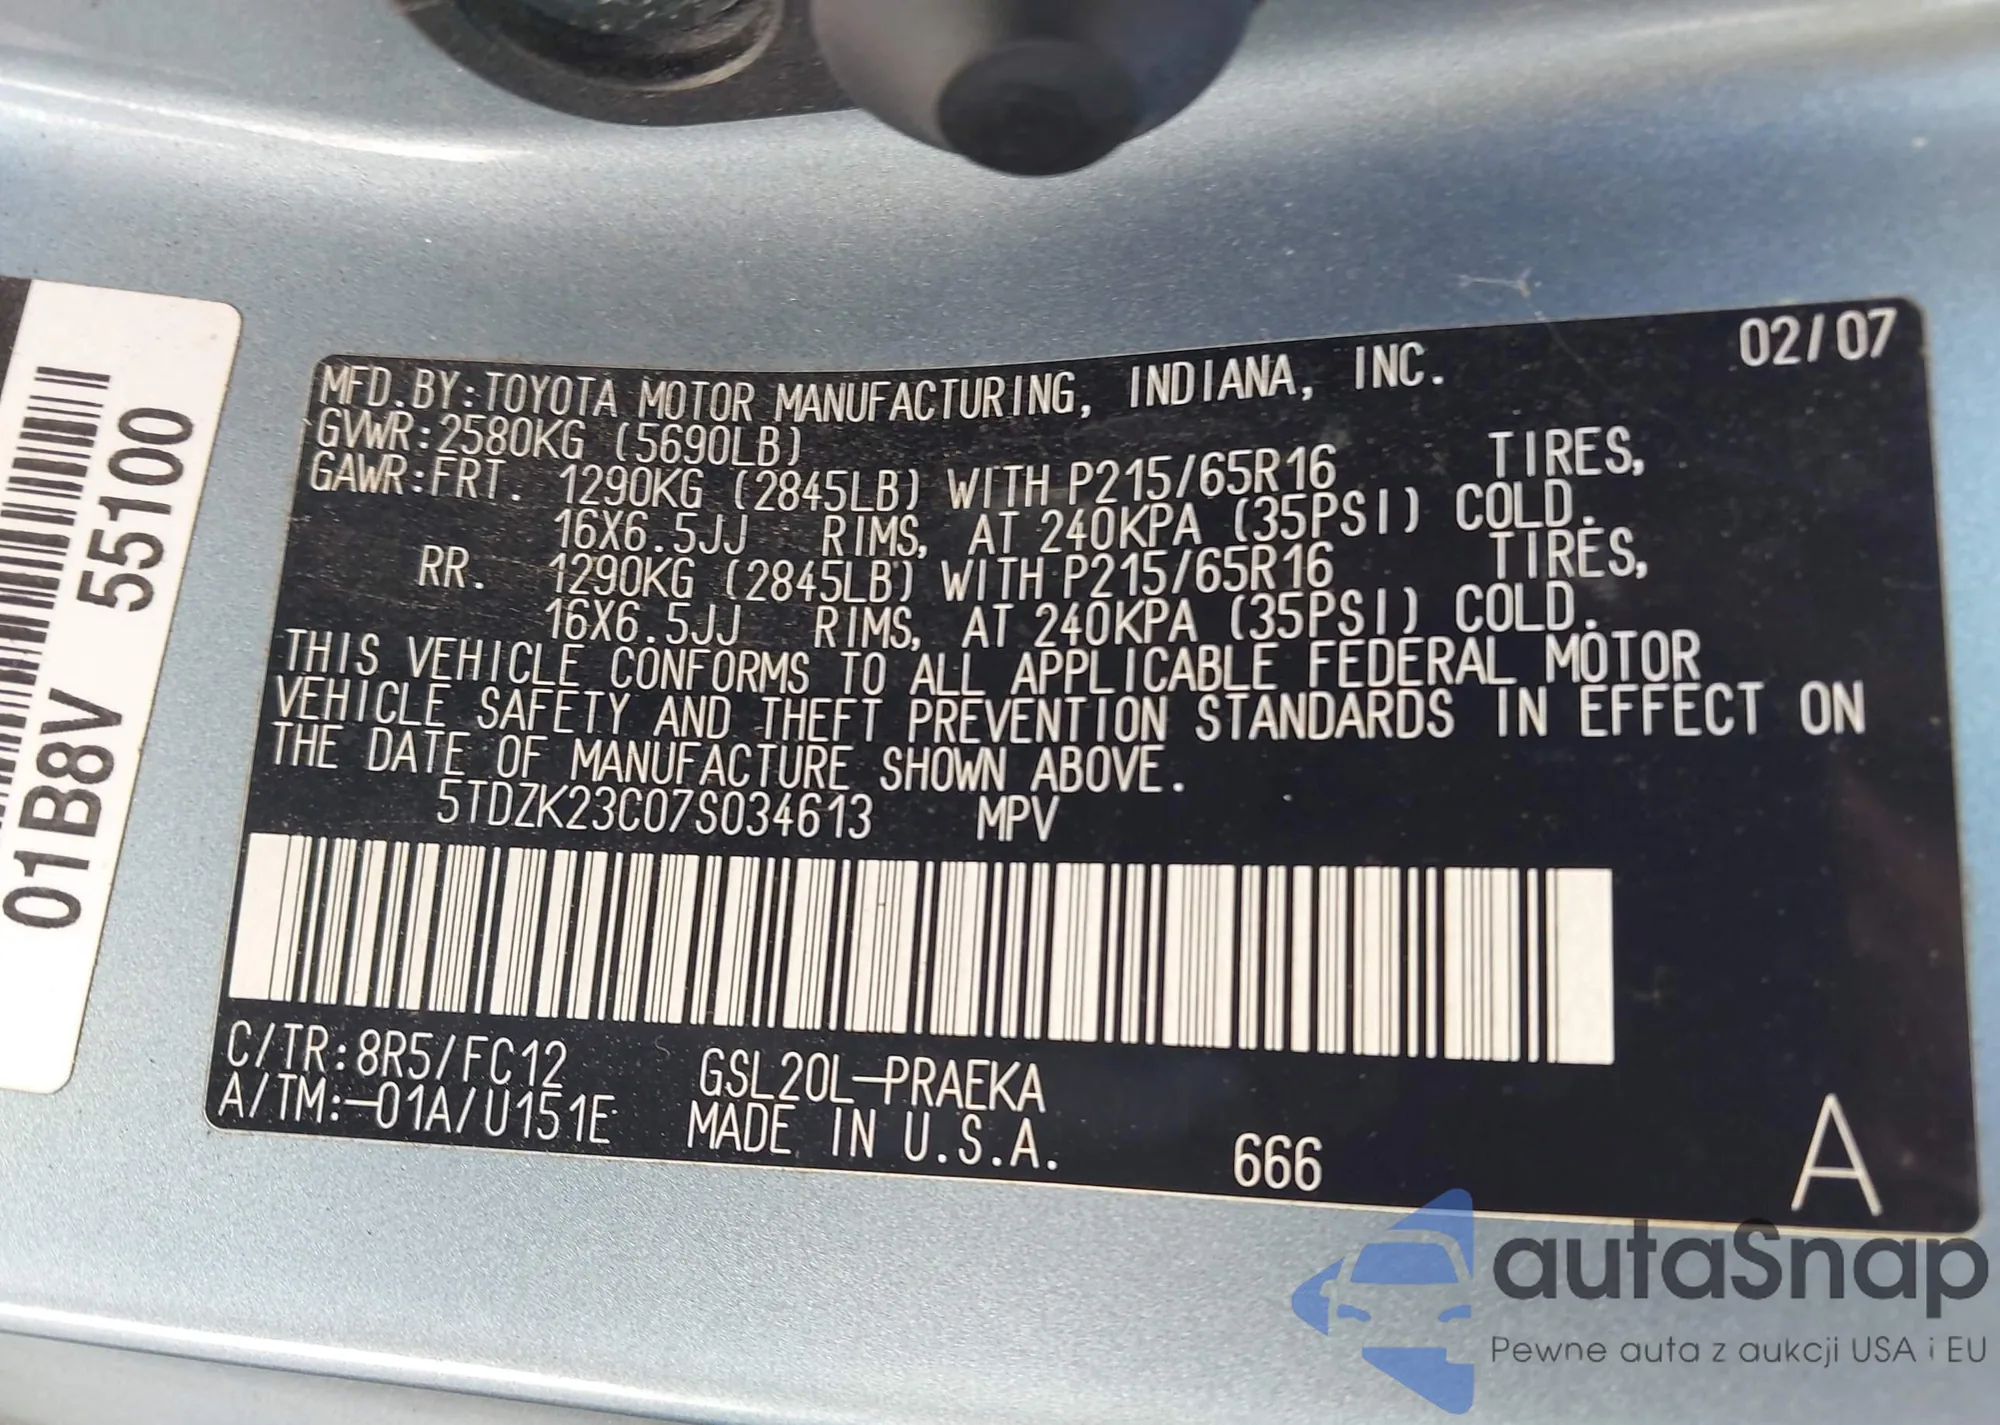 02/07
MFD.BY:TOYOTA MOTOR MANUFACTURING, INDIANA, INC.
GVWR:2580KG (5690LB)
GAWR:FRT. 1290KG (2845LB) WITH P215/65R16 TIRES,
16X6.5JJ RIMS, AT 240KPA (35PSI) COLD.
RR. 1290KG (2845LB) WITH P215/65R16 TIRES,
16X6.5JJ RIMS, AT 240KPA (35PSI) COLD.
THIS VEHICLE CONFORMS TO ALL APPLICABLE FEDERAL MOTOR
VEHICLE SAFETY AND THEFT PREVENTION STANDARDS IN EFFECT ON
THE DATE OF MANUFACTURE SHOWN ABOVE.
5TDZK23C07S034613 MPV
C/TR:8R5/FC12 GSL20L-PRAEKA
A/TM:-01A/U151E MADE IN U.S.A.
666
A
01B8V 55100
autaSnap
Pewne auta z aukcji USA i EU